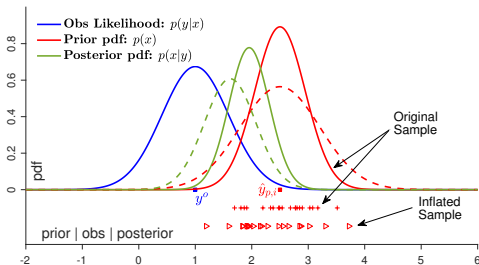 Obs Likelihood: p(y|x)
Prior pdf: p(x)
Posterior pdf: p(x|y)
0.8
0.6
0.4
0.2
0
pdf
Original
Sample
y^o
ŷ_{p,i}
Inflated
Sample
prior | obs | posterior
-2 -1 0 1 2 3 4 5 6